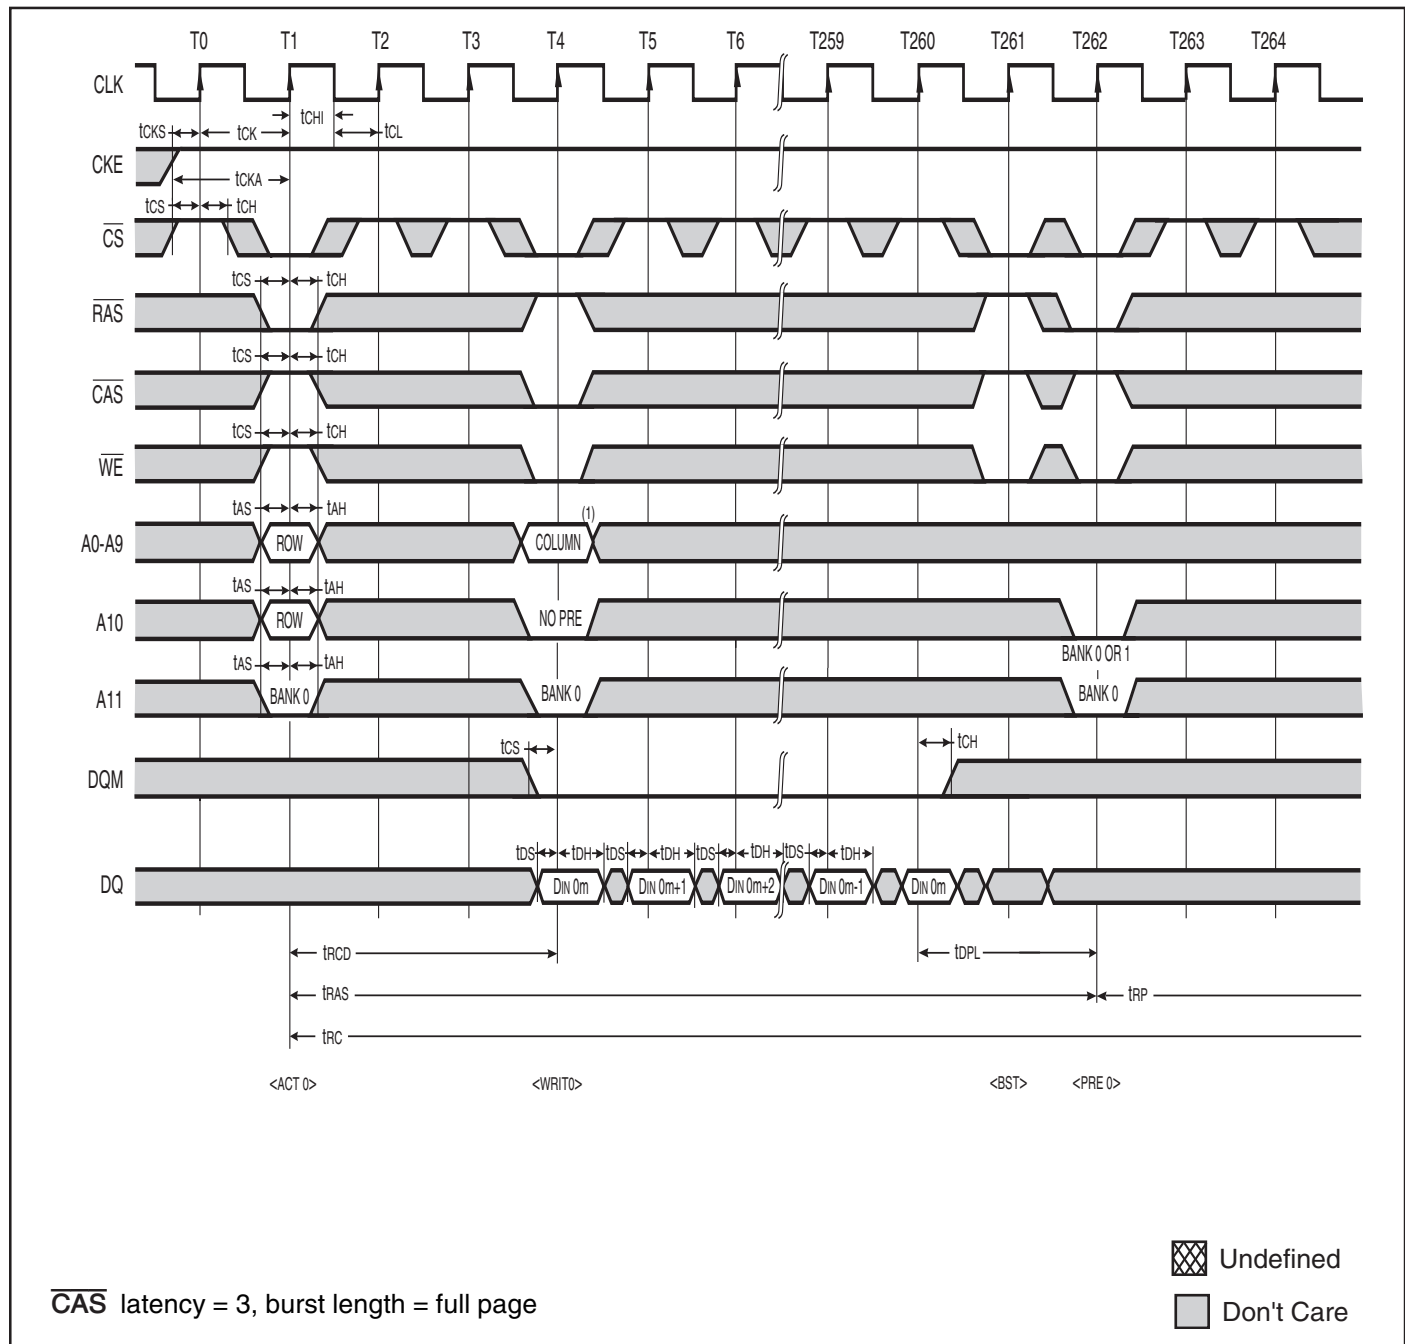 T0 T1 T2 T3 T4 T5 T6 T259 T260 T261 T262 T263 T264
CLK
tCHI
tCKS tCK tCL
CKE
tCKA
tCS tCH
CS
tCS tCH
RAS
tCS tCH
CAS
tCS tCH
WE
tAS tAH (1)
A0-A9 ROW COLUMN
tAS tAH
A10 ROW NO PRE
BANK 0 OR 1
tAS tAH
A11 BANK 0 BANK 0 BANK 0
tCS tCH
DQM
tDS tDH tDS tDH tDS tDH tDS tDH
DQ DIN 0m DIN 0m+1 DIN 0m+2 DIN 0m-1 DIN 0m
tRCD tDPL
tRAS tRP
tRC
<ACT 0> <WRIT0> <BST> <PRE 0>
Undefined
CAS latency = 3, burst length = full page
Don't Care